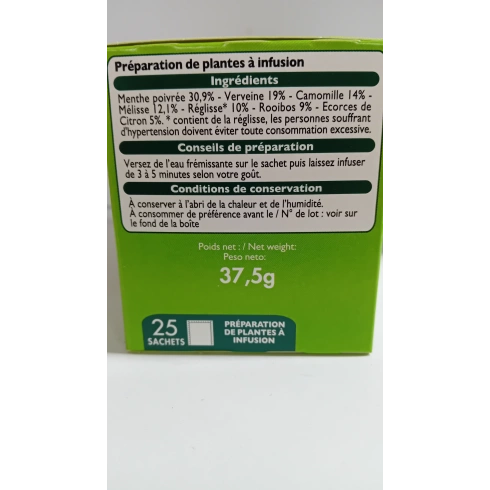 Préparation de plantes à infusion
Ingrédients
Menthe poivrée 30,9% - Verveine 19% - Camomille 14% -
Mélisse 12,1% - Réglisse* 10% - Rooibos 9% - Ecorces de
Citron 5%. * contient de la réglisse, les personnes souffrant
d'hypertension doivent éviter toute consommation excessive.
Conseils de préparation
Versez de l'eau frémissante sur le sachet puis laissez infuser
de 3 à 5 minutes selon votre goût.
Conditions de conservation
À conserver à l'abri de la chaleur et de l'humidité.
À consommer de préférence avant le / N° de lot : voir sur
le fond de la boîte
Poids net : / Net weight:
Peso neto:
37,5g
25
SACHETS
PRÉPARATION
DE PLANTES À
INFUSION